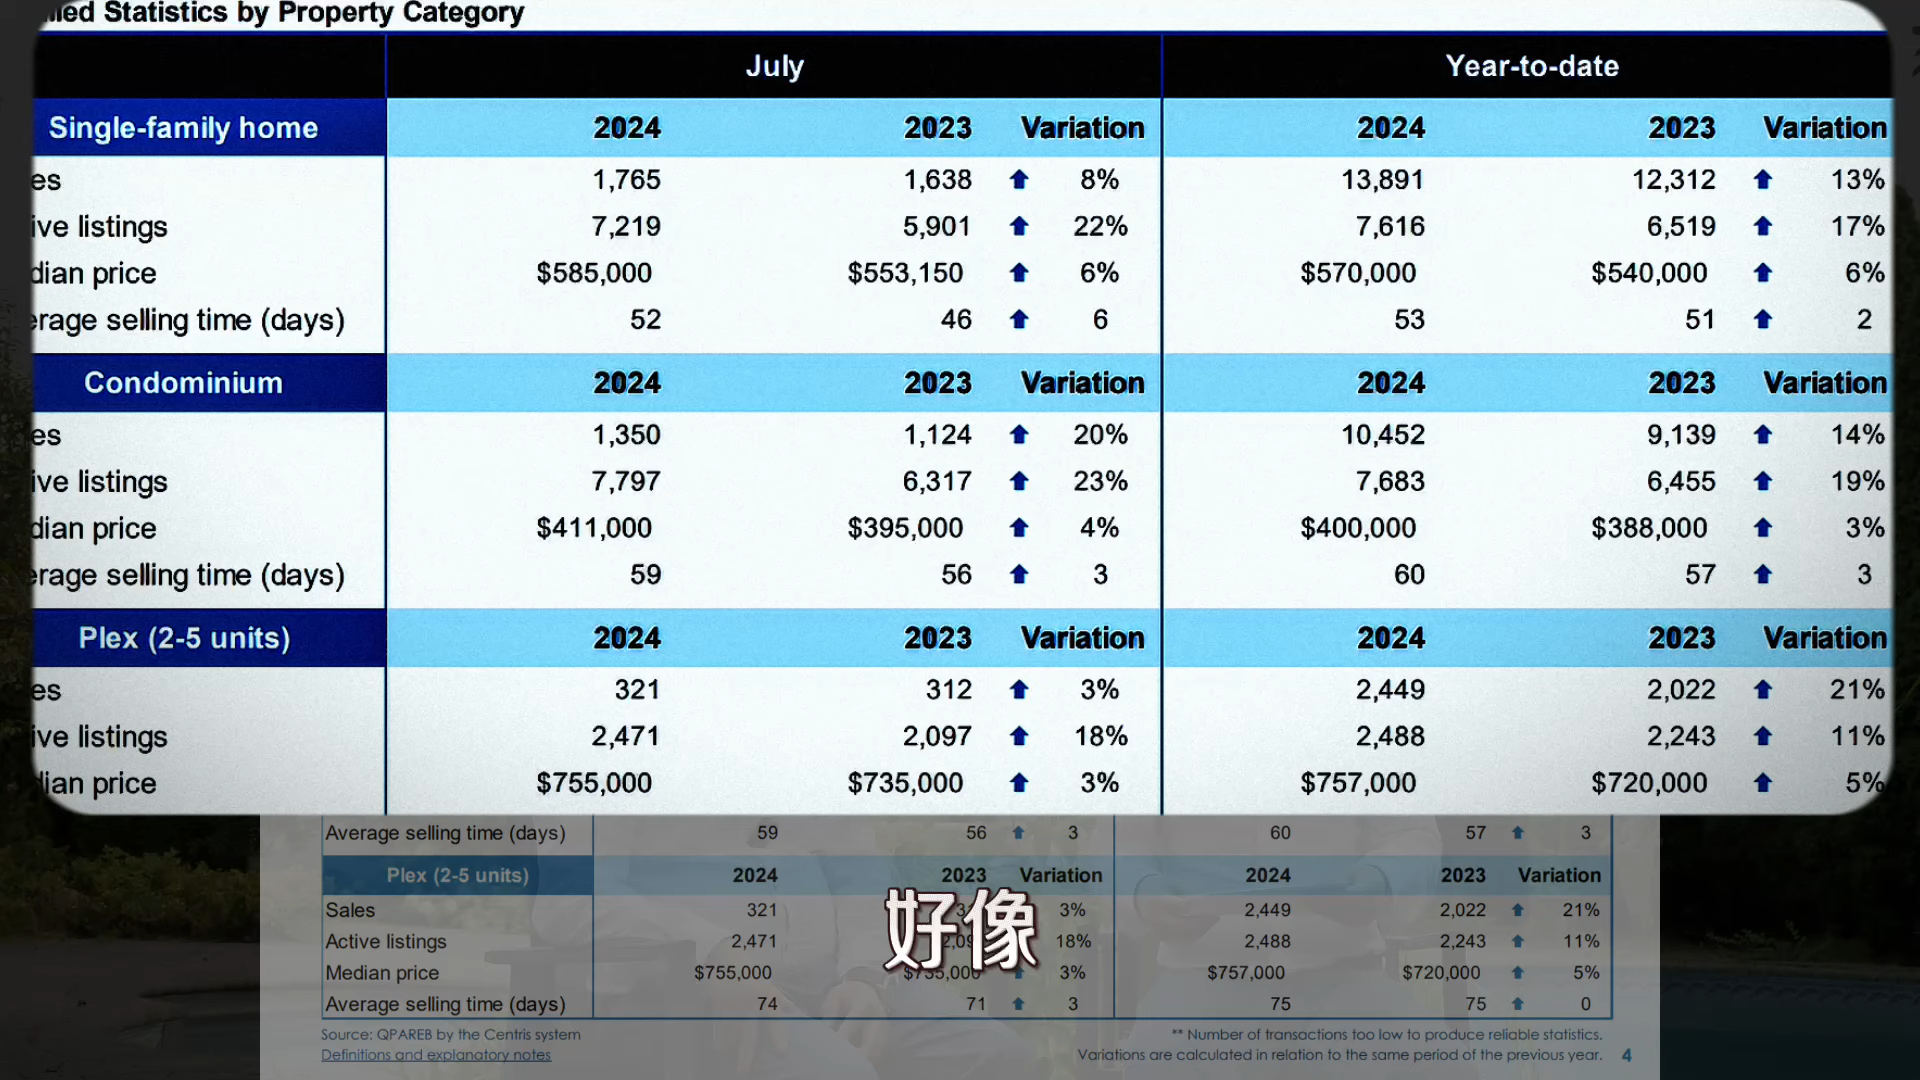 led Statistics by Property Category
July Year-to-date
Single-family home 2024 2023 Variation 2024 2023 Variation
es 1,765 1,638 8% 13,891 12,312 13%
ive listings 7,219 5,901 22% 7,616 6,519 17%
dian price $585,000 $553,150 6% $570,000 $540,000 6%
erage selling time (days) 52 46 6 53 51 2
Condominium 2024 2023 Variation 2024 2023 Variation
es 1,350 1,124 20% 10,452 9,139 14%
ive listings 7,797 6,317 23% 7,683 6,455 19%
dian price $411,000 $395,000 4% $400,000 $388,000 3%
erage selling time (days) 59 56 3 60 57 3
Plex (2-5 units) 2024 2023 Variation 2024 2023 Variation
es 321 312 3% 2,449 2,022 21%
ive listings 2,471 2,097 18% 2,488 2,243 11%
dian price $755,000 $735,000 3% $757,000 $720,000 5%
Average selling time (days) 59 56 3 60 57 3
Plex (2-5 units) 2024 2023 Variation 2024 2023 Variation
Sales 321 3% 2,449 2,022 21%
好像
Active listings 2,471 18% 2,488 2,243 11%
Median price $755,000 $735,000 3% $757,000 $720,000 5%
Average selling time (days) 74 71 3 75 75 0
Source: QPAREB by the Centris system ** Number of transactions too low to produce reliable statistics.
Definitions and explanatory notes Variations are calculated in relation to the same period of the previous year. 4